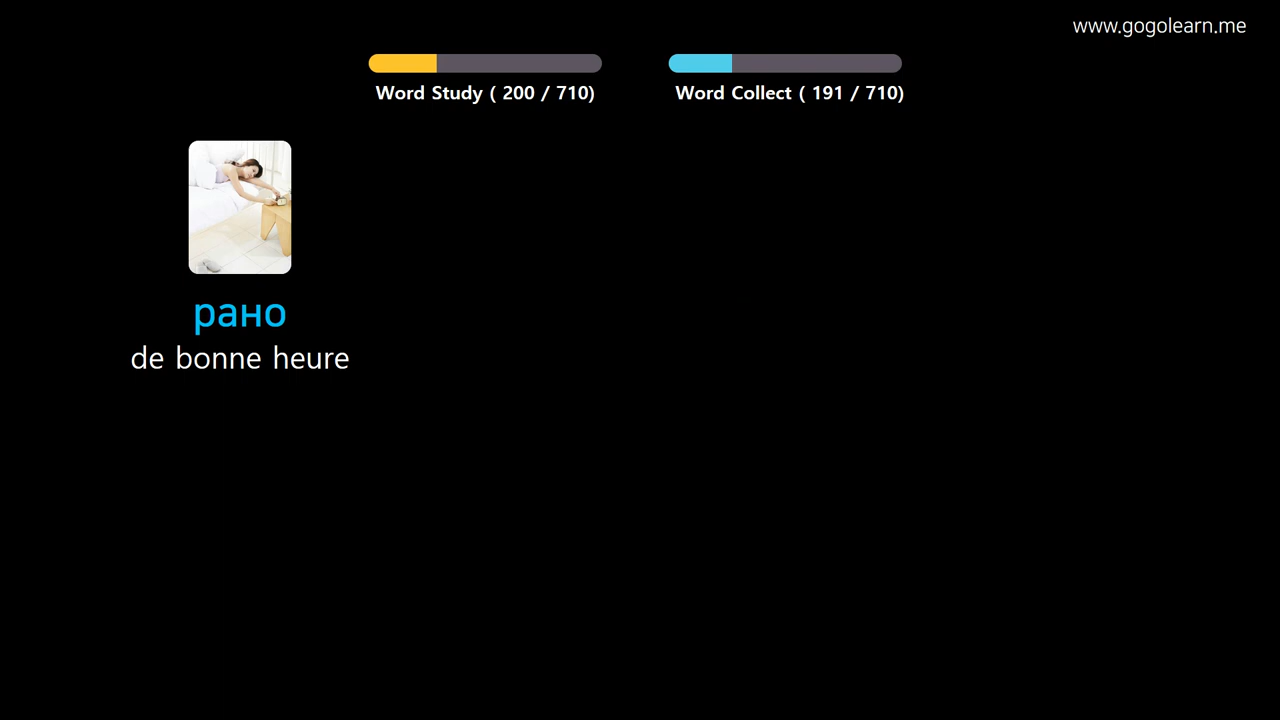 www.gogolearn.me
Word Study ( 200 / 710)
Word Collect ( 191 / 710)
рано
de bonne heure